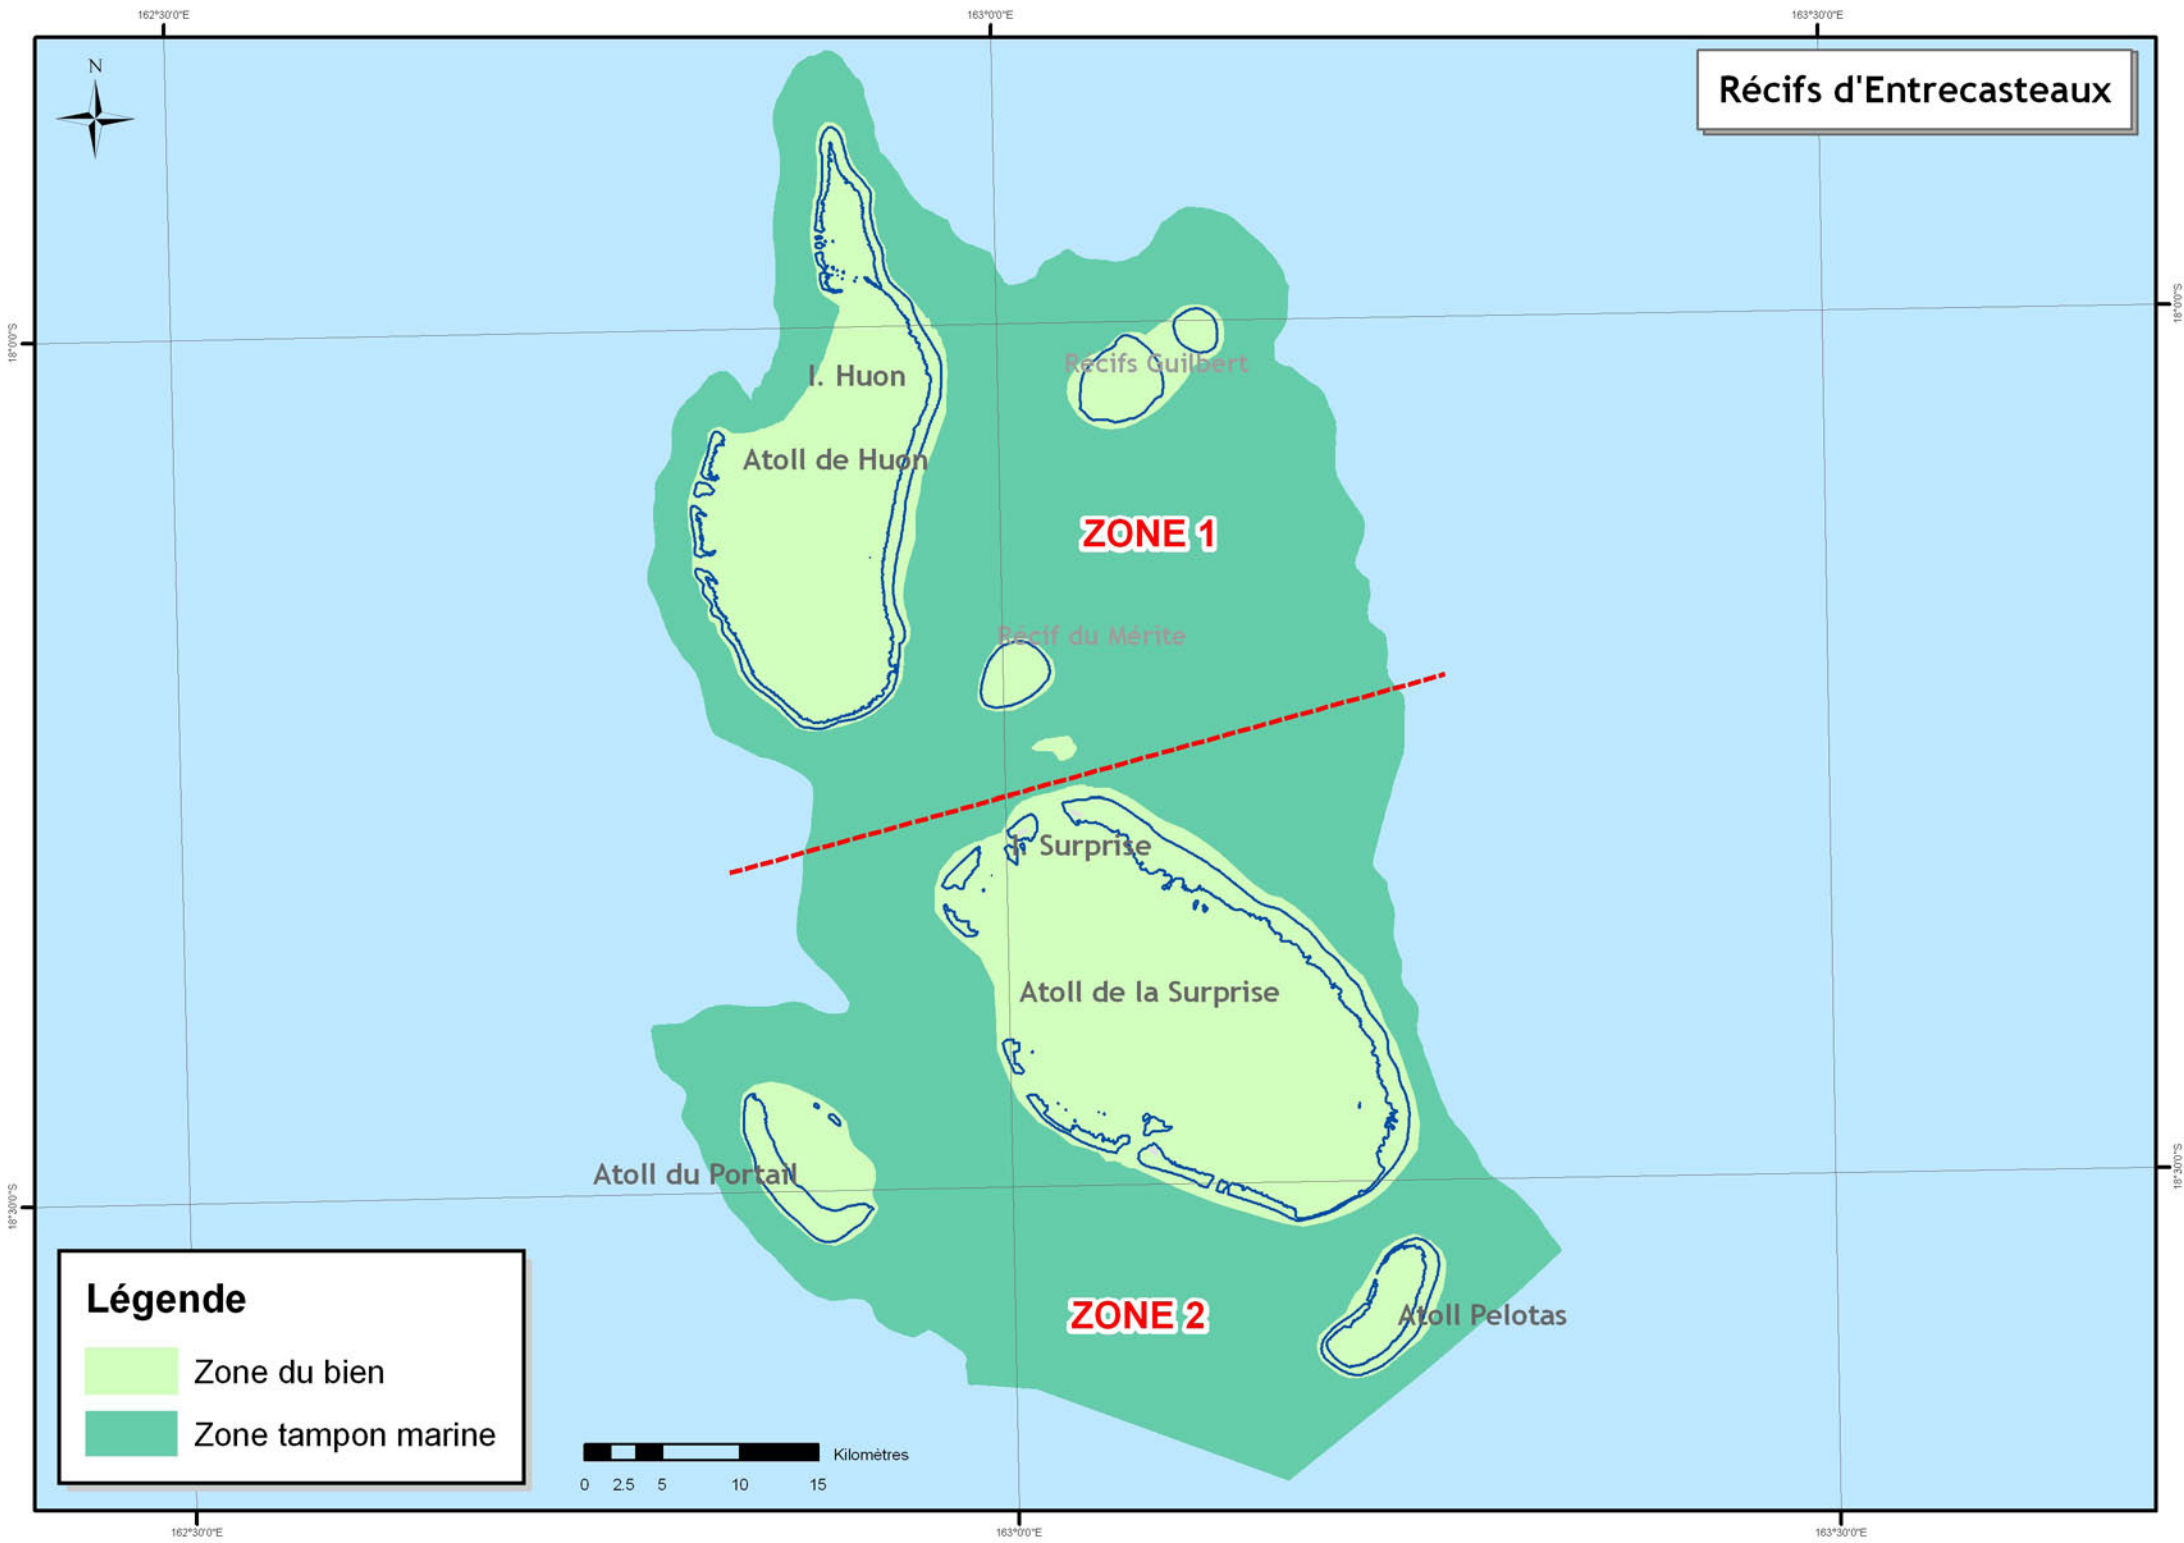 162°30'0"E
163°0'0"E
163°30'0"E
N
Récifs d'Entrecasteaux
18°0'0"S
18°0'0"S
Récifs Guilbert
I. Huon
Atoll de Huon
ZONE 1
Récif du Mérite
I. Surprise
Atoll de la Surprise
Atoll du Portail
18°30'0"S
18°30'0"S
ZONE 2
Atoll Pelotas
Légende
Zone du bien
Zone tampon marine
Kilomètres
0 2.5 5 10 15
162°30'0"E
163°0'0"E
163°30'0"E